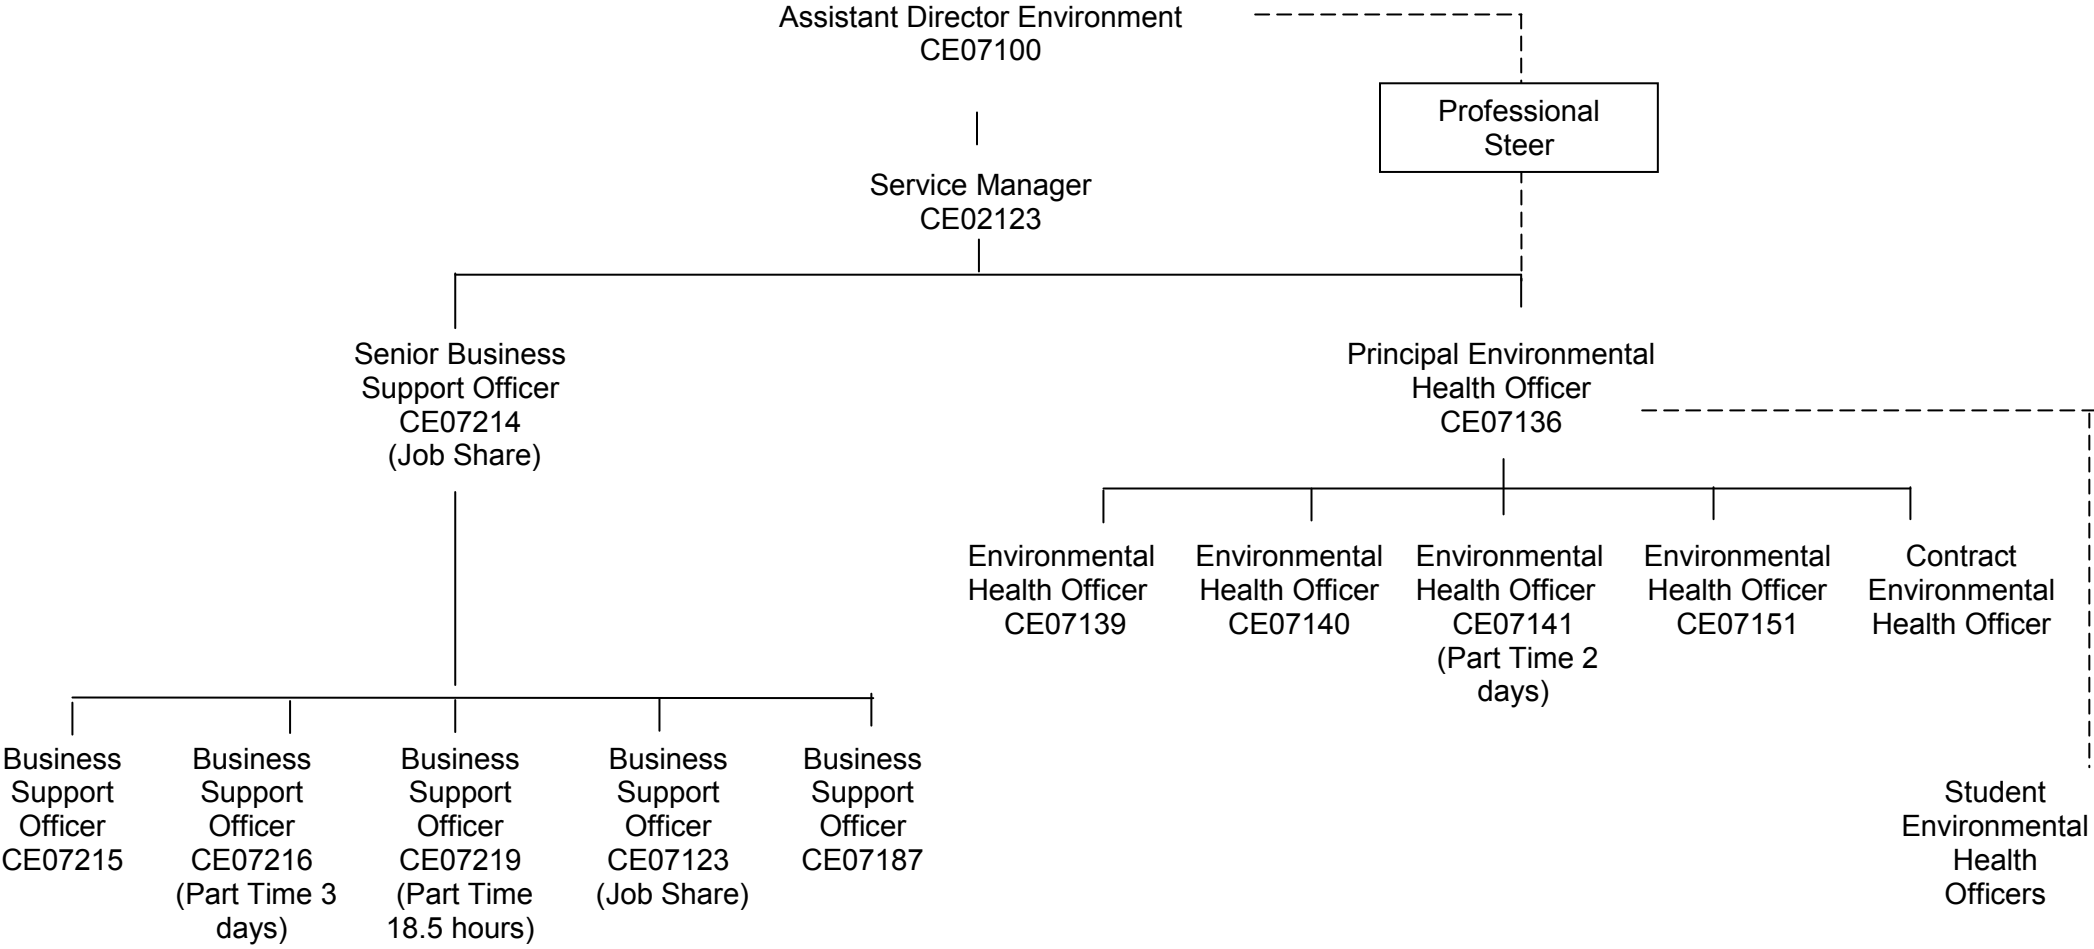 Assistant Director Environment
CE07100
Professional
Steer
Service Manager
CE02123
Senior Business
Support Officer
CE07214
(Job Share)
Principal Environmental
Health Officer
CE07136
Environmental
Health Officer
CE07139
Environmental
Health Officer
CE07140
Environmental
Health Officer
CE07141
(Part Time 2
days)
Environmental
Health Officer
CE07151
Contract
Environmental
Health Officer
Business
Support
Officer
CE07215
Business
Support
Officer
CE07216
(Part Time 3
days)
Business
Support
Officer
CE07219
(Part Time
18.5 hours)
Business
Support
Officer
CE07123
(Job Share)
Business
Support
Officer
CE07187
Student
Environmental
Health
Officers